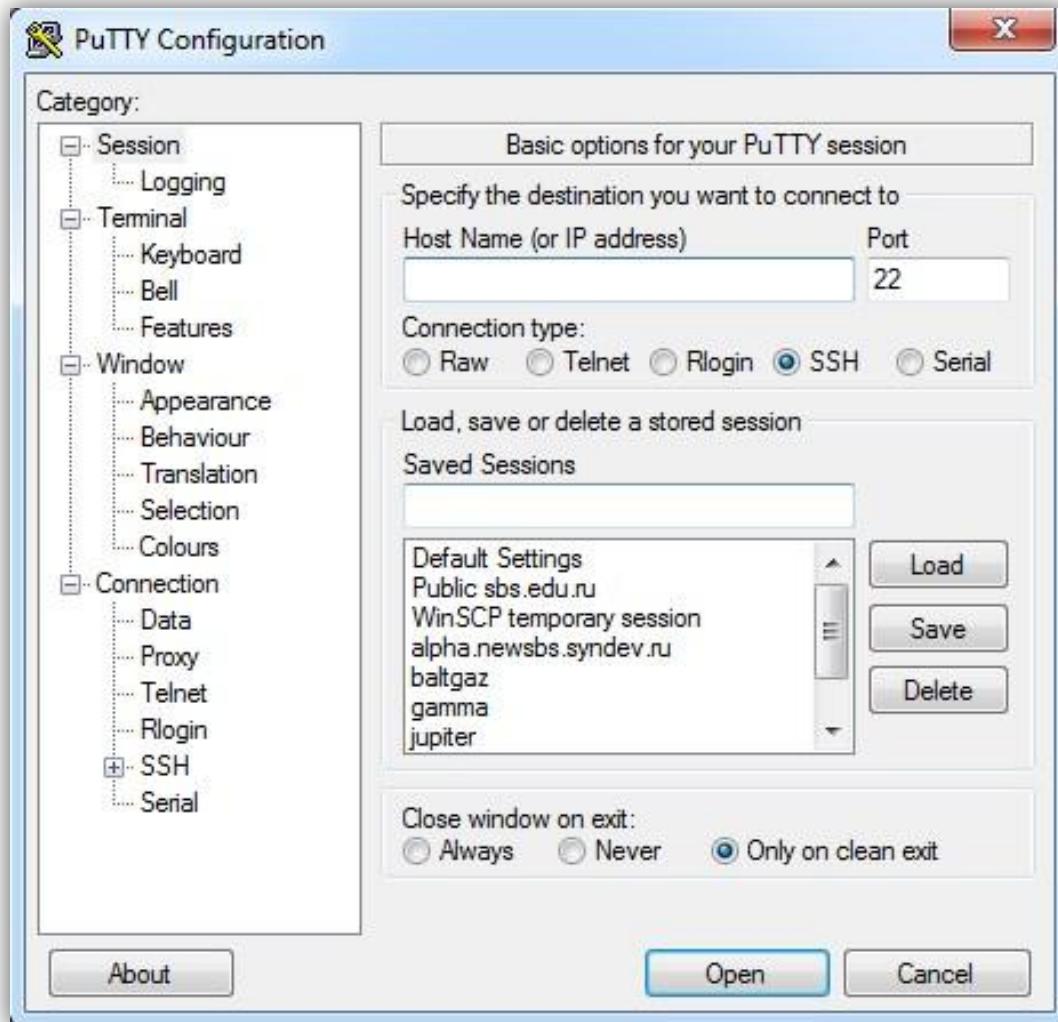 PuTTY Configuration
Category:
Session
Logging
Terminal
Keyboard
Bell
Features
Window
Appearance
Behaviour
Translation
Selection
Colours
Connection
Data
Proxy
Telnet
Rlogin
SSH
Serial
Basic options for your PuTTY session
Specify the destination you want to connect to
Host Name (or IP address) Port
22
Connection type:
Raw Telnet Rlogin SSH Serial
Load, save or delete a stored session
Saved Sessions
Default Settings
Public sbs.edu.ru
WinSCP temporary session
alpha.newsbs.syndev.ru
baltgaz
gamma
jupiter
Load
Save
Delete
Close window on exit:
Always Never Only on clean exit
About Open Cancel